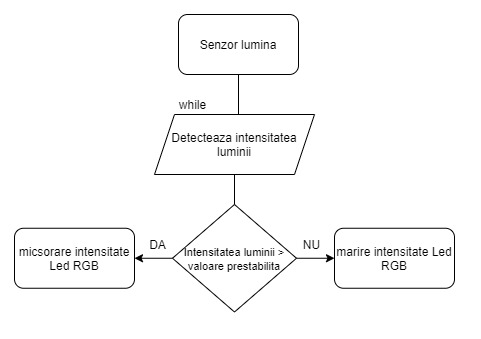 Senzor lumina
while
Detecteaza intensitatea
luminii
DA
Intensitatea luminii >
valoare prestabilita
NU
micsorare intensitate
Led RGB
marire intensitate Led
RGB